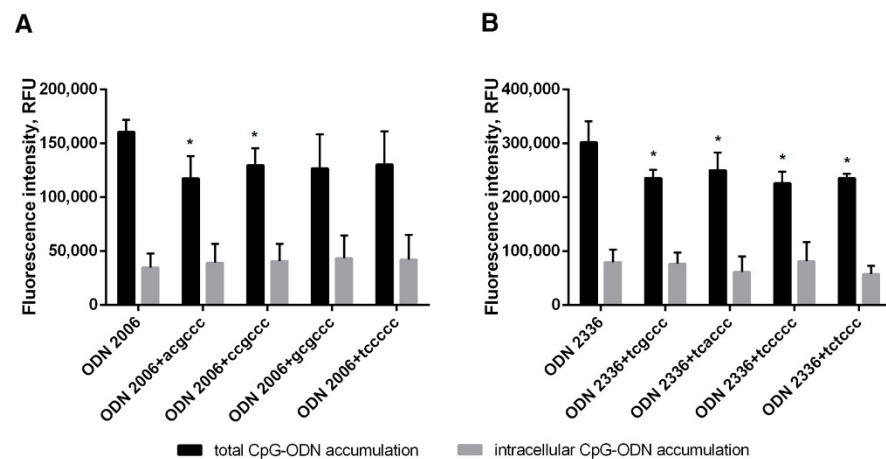 A
Fluorescence intensity, RFU
200,000
150,000
100,000
50,000
0
*
*
ODN 2006
ODN 2006+acgccc
ODN 2006+ccgccc
ODN 2006+gcgccc
ODN 2006+tccccc
B
Fluorescence intensity, RFU
400,000
300,000
200,000
100,000
0
*
*
*
*
ODN 2336
ODN 2336+tcgccc
ODN 2336+tcaccc
ODN 2336+tccccc
ODN 2336+tctccc
total CpG-ODN accumulation
intracellular CpG-ODN accumulation